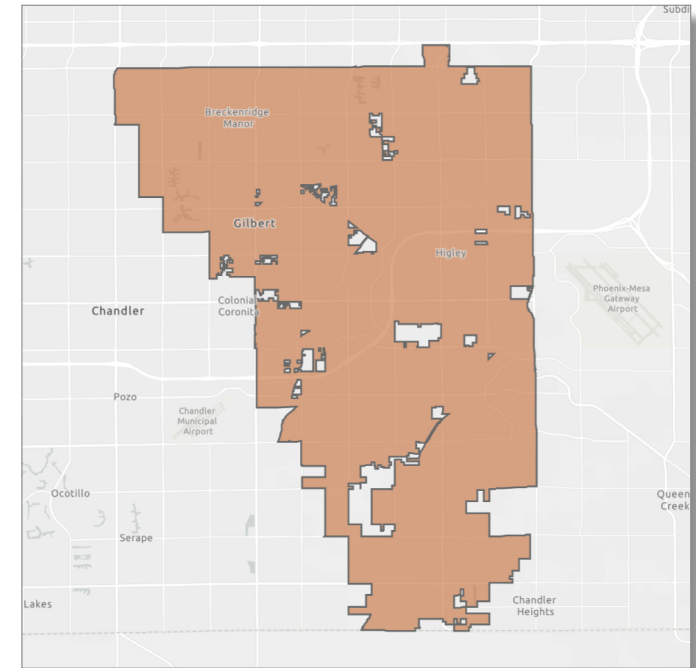 Subdi
Breckenridge
Manor
Gilbert
Higley
Phoenix-Mesa
Gateway
Airport
Colonia
Coronita
Chandler
Pozo
Chandler
Municipal
Airport
Ocotillo
Queen
Creek
Serape
Lakes
Chandler
Heights